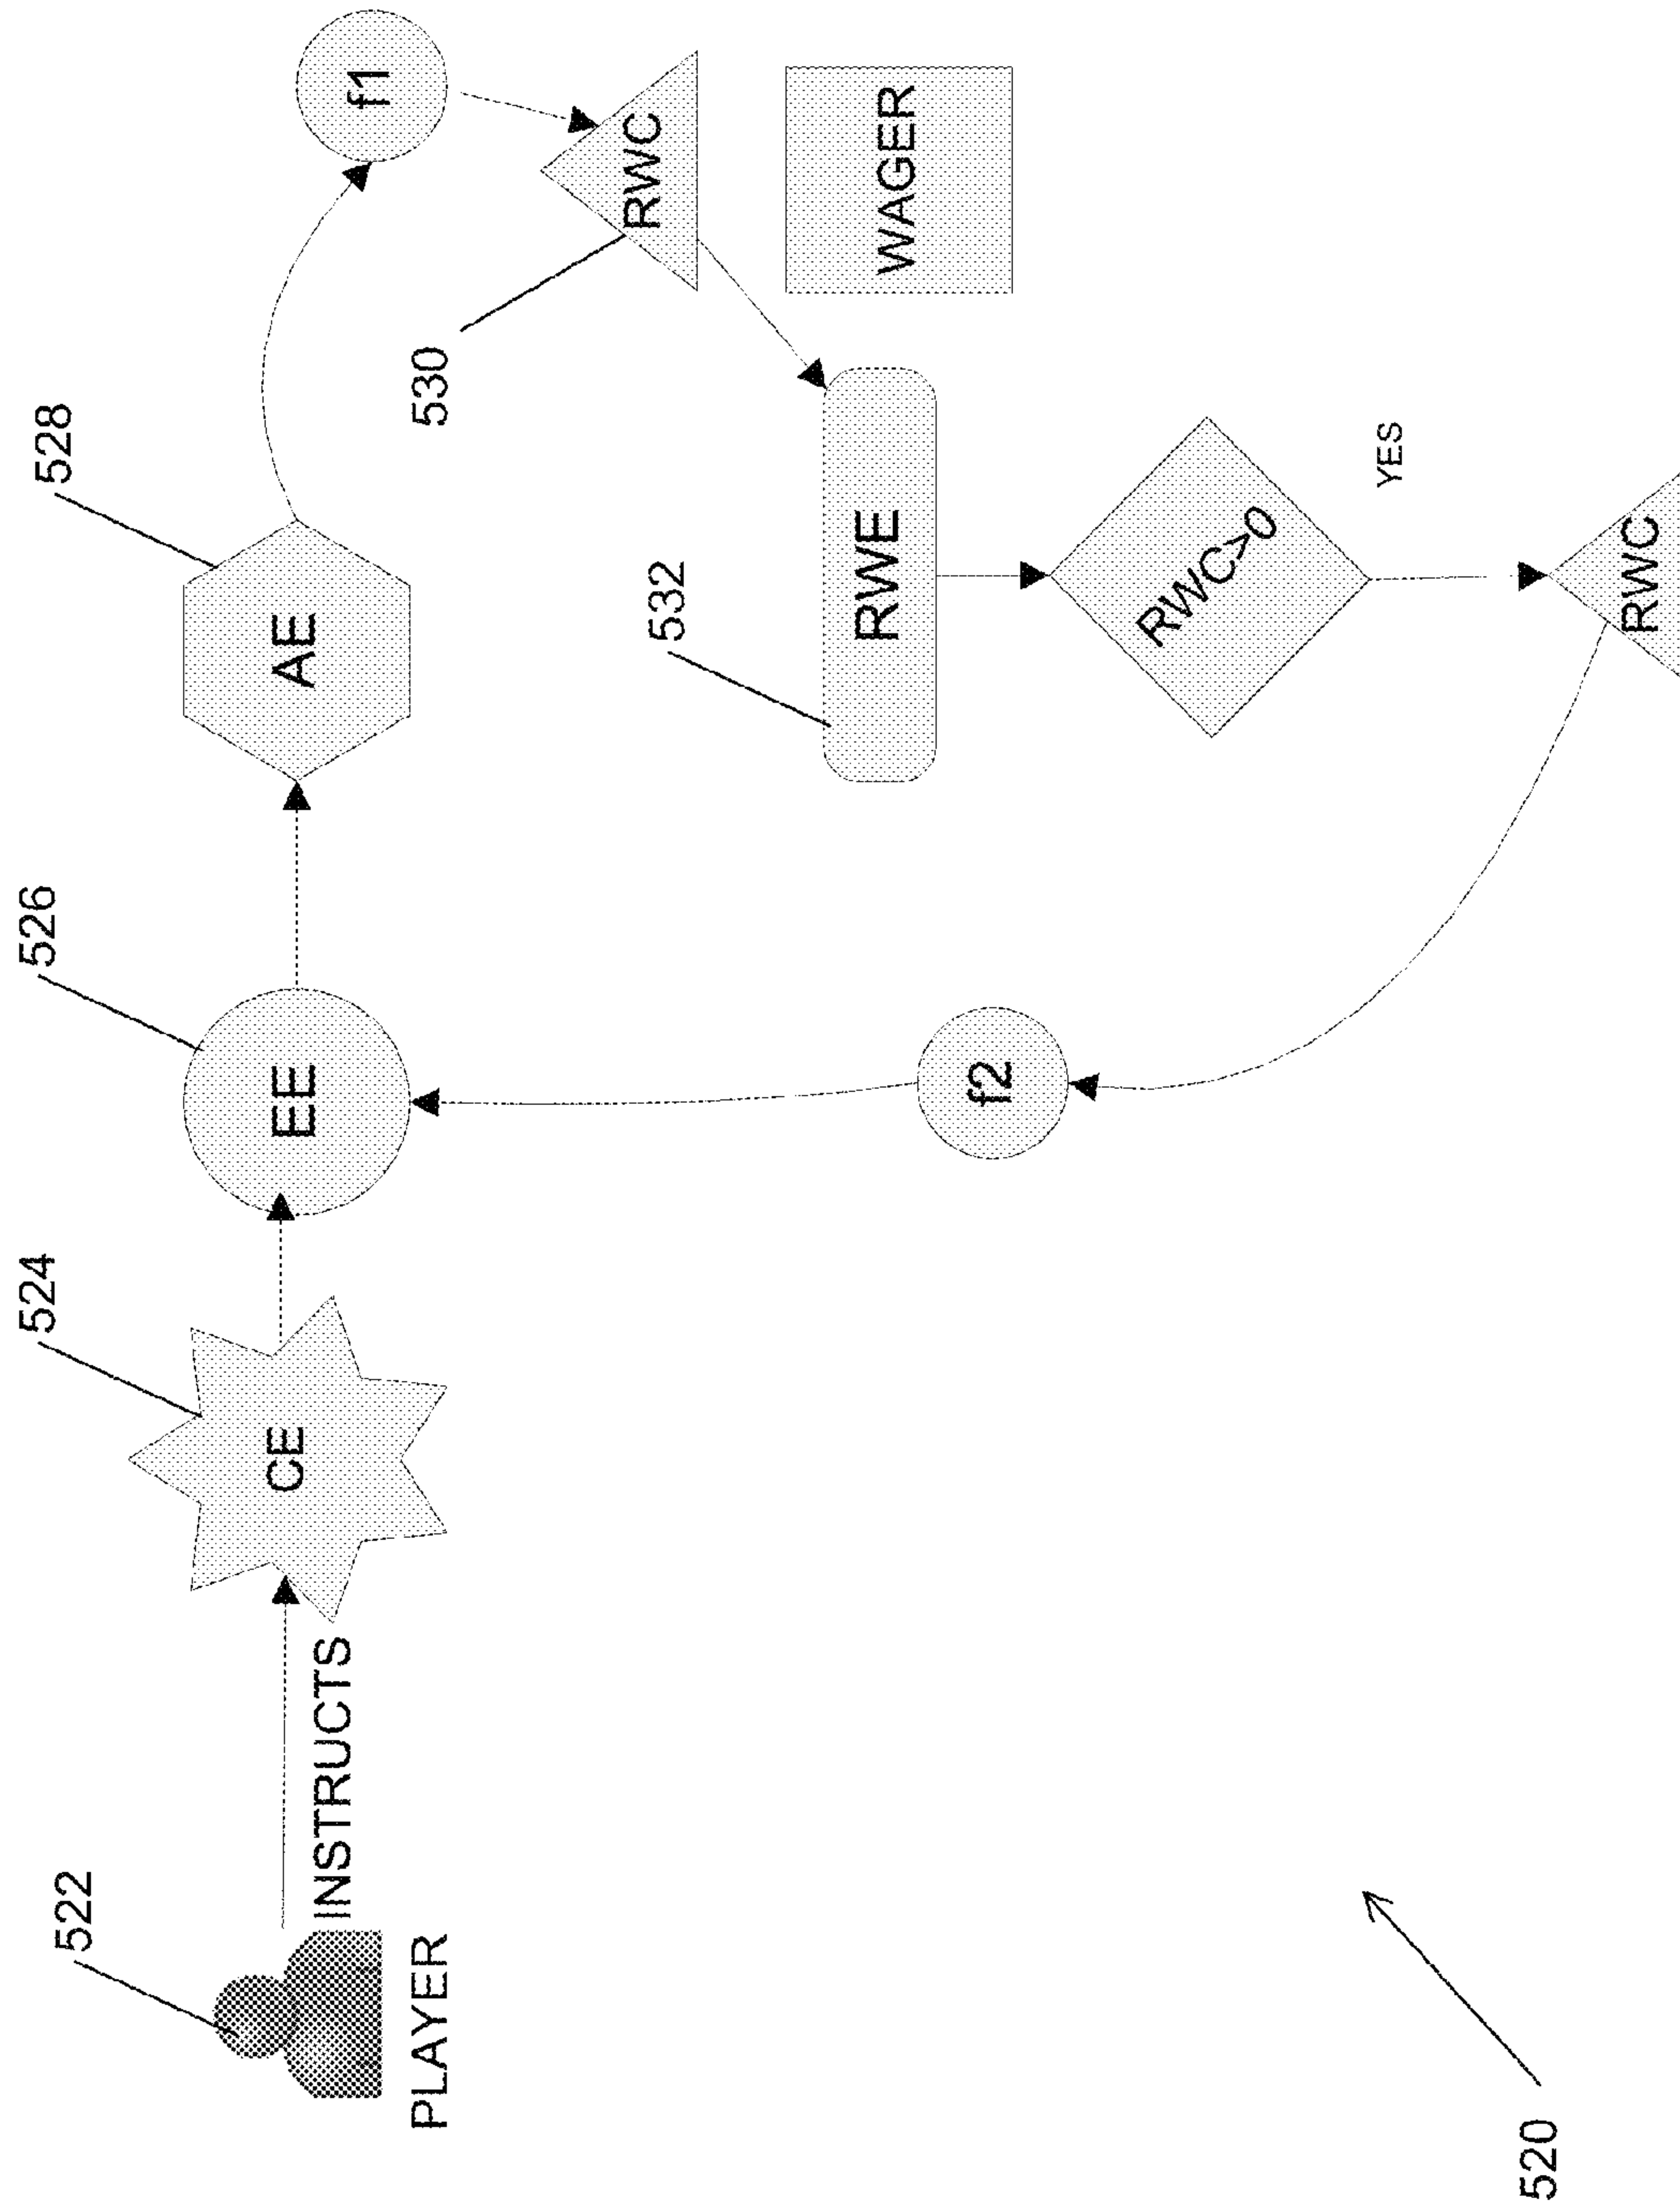 522
524
526
528
INSTRUCTS
PLAYER
CE
EE
AE
f1
530
RWC
WAGER
532
RWE
RWC>0
YES
RWC
f2
520